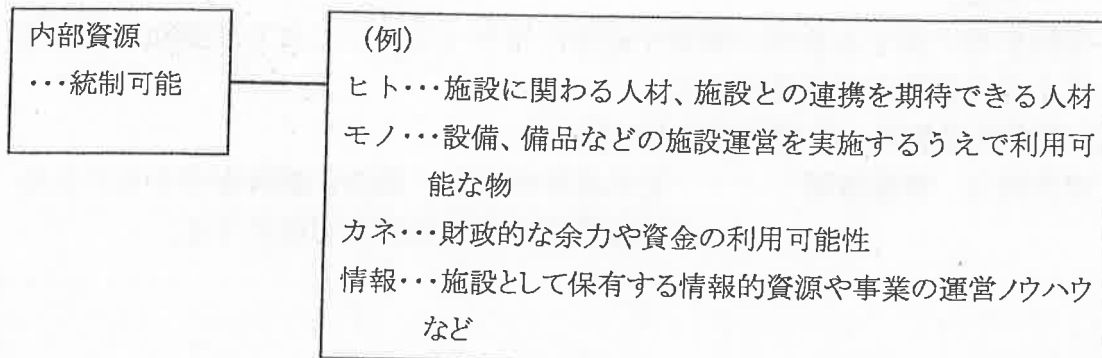 内部資源
･･･統制可能
(例)
ヒト･･･施設に関わる人材、施設との連携を期待できる人材
モノ･･･設備、備品などの施設運営を実施するうえで利用可
能な物
カネ･･･財政的な余力や資金の利用可能性
情報･･･施設として保有する情報的資源や事業の運営ノウハウ
など